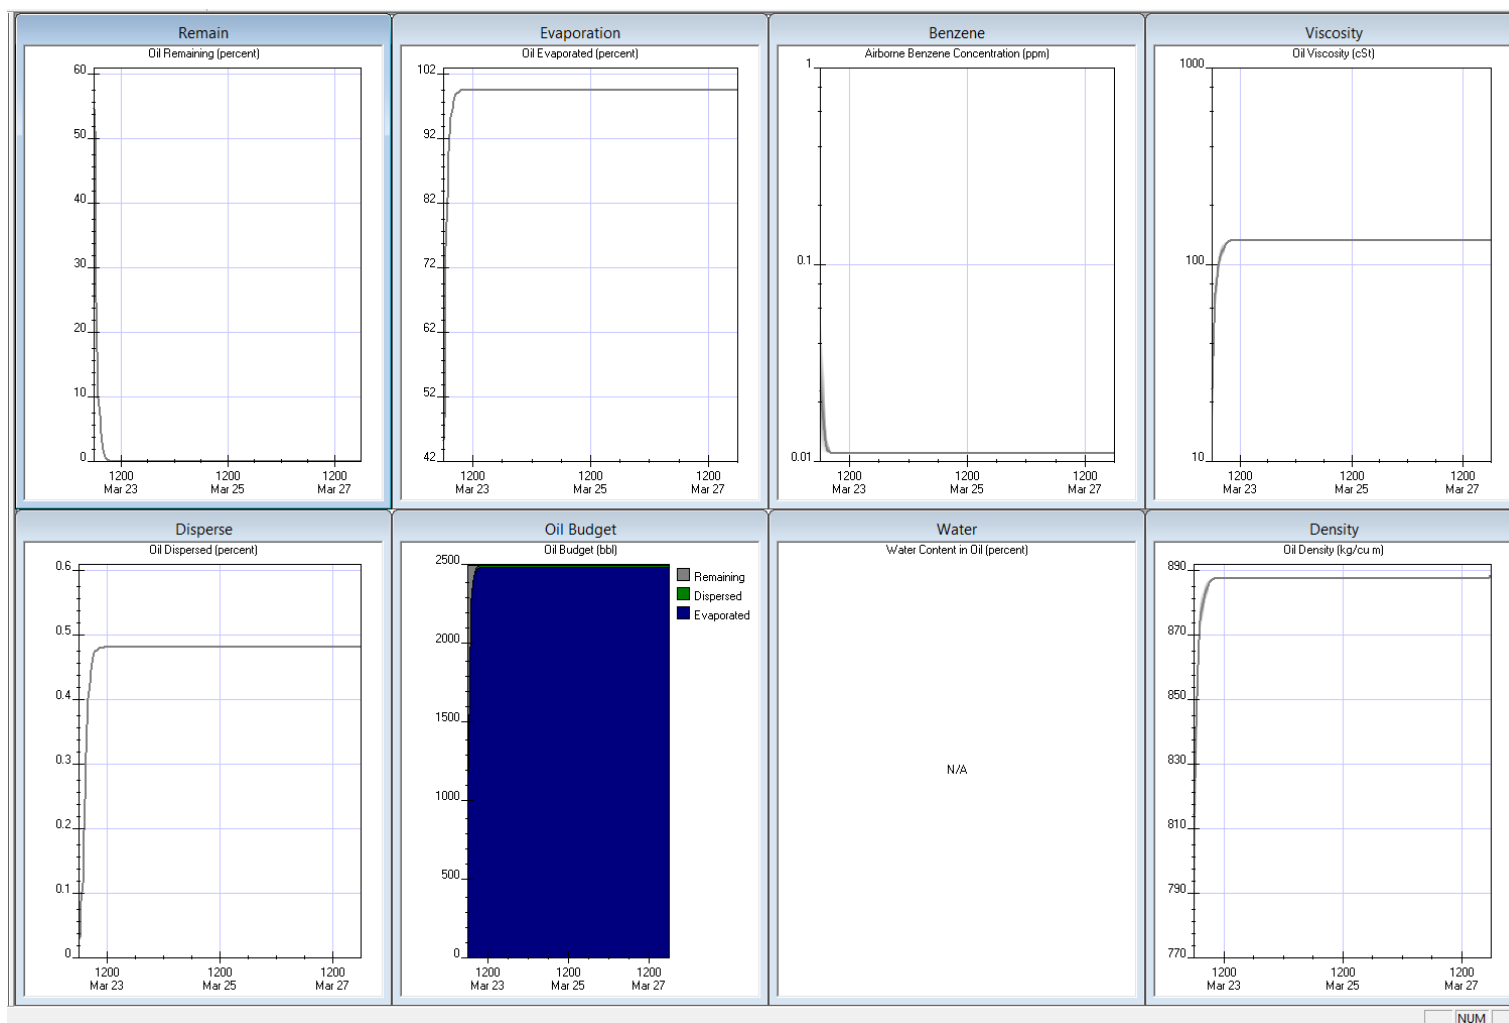 Remain
Oil Remaining (percent)
60
50
40
30
20
10
0
1200 1200 1200
Mar 23 Mar 25 Mar 27
Evaporation
Oil Evaporated (percent)
102
92
82
72
62
52
42
1200 1200 1200
Mar 23 Mar 25 Mar 27
Benzene
Airborne Benzene Concentration (ppm)
1
0.1
0.01
1200 1200 1200
Mar 23 Mar 25 Mar 27
Viscosity
Oil Viscosity (cSt)
1000
100
10
1200 1200 1200
Mar 23 Mar 25 Mar 27
Disperse
Oil Dispersed (percent)
0.6
0.5
0.4
0.3
0.2
0.1
0
1200 1200 1200
Mar 23 Mar 25 Mar 27
Oil Budget
Oil Budget (bbl)
2500
2000
1500
1000
500
0
1200 1200 1200
Mar 23 Mar 25 Mar 27
Remaining
Dispersed
Evaporated
Water
Water Content in Oil (percent)
N/A
Density
Oil Density (kg/cu m)
890
870
850
830
810
790
770
1200 1200 1200
Mar 23 Mar 25 Mar 27
NUM